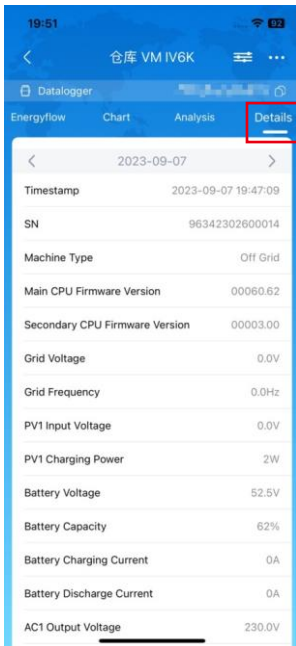 19:51
62
仓库 VM IV6K
Datalogger
Energyflow Chart Analysis Details
2023-09-07
Timestamp 2023-09-07 19:47:09
SN 96342302600014
Machine Type Off Grid
Main CPU Firmware Version 00060.62
Secondary CPU Firmware Version 00003.00
Grid Voltage 0.0V
Grid Frequency 0.0Hz
PV1 Input Voltage 0.0V
PV1 Charging Power 2W
Battery Voltage 52.5V
Battery Capacity 62%
Battery Charging Current 0A
Battery Discharge Current 0A
AC1 Output Voltage 230.0V